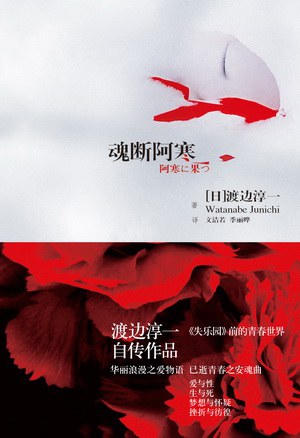 魂断阿寒
阿寒に果つ
[日]渡边淳一
著
Watanabe Junichi
译 文洁若 季丽晔
渡边淳一 《失乐园》前的青春世界
自传作品
华丽浪漫之爱物语 已逝青春之安魂曲
爱与性
生与死
梦想与怀疑
挫折与彷徨